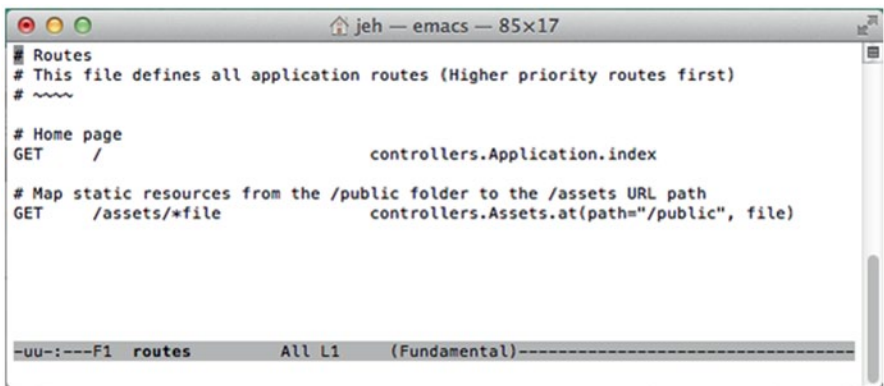 jeh — emacs — 85×17
# Routes
# This file defines all application routes (Higher priority routes first)
# ~~~~
# Home page
GET     /                          controllers.Application.index
# Map static resources from the /public folder to the /assets URL path
GET     /assets/*file              controllers.Assets.at(path="/public", file)
-uu-:---F1  routes        All L1     (Fundamental)----------------------------------